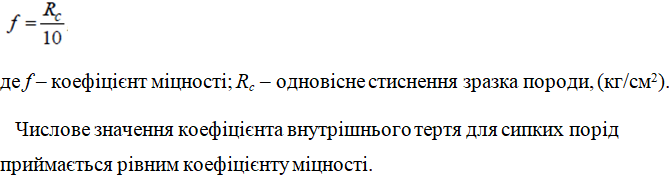 f = R_c / 10
де f – коефіцієнт міцності; R_c – одновісне стиснення зразка породи, (кг/см²).
Числове значення коефіцієнта внутрішнього тертя для сипких порід
приймається рівним коефіцієнту міцності.